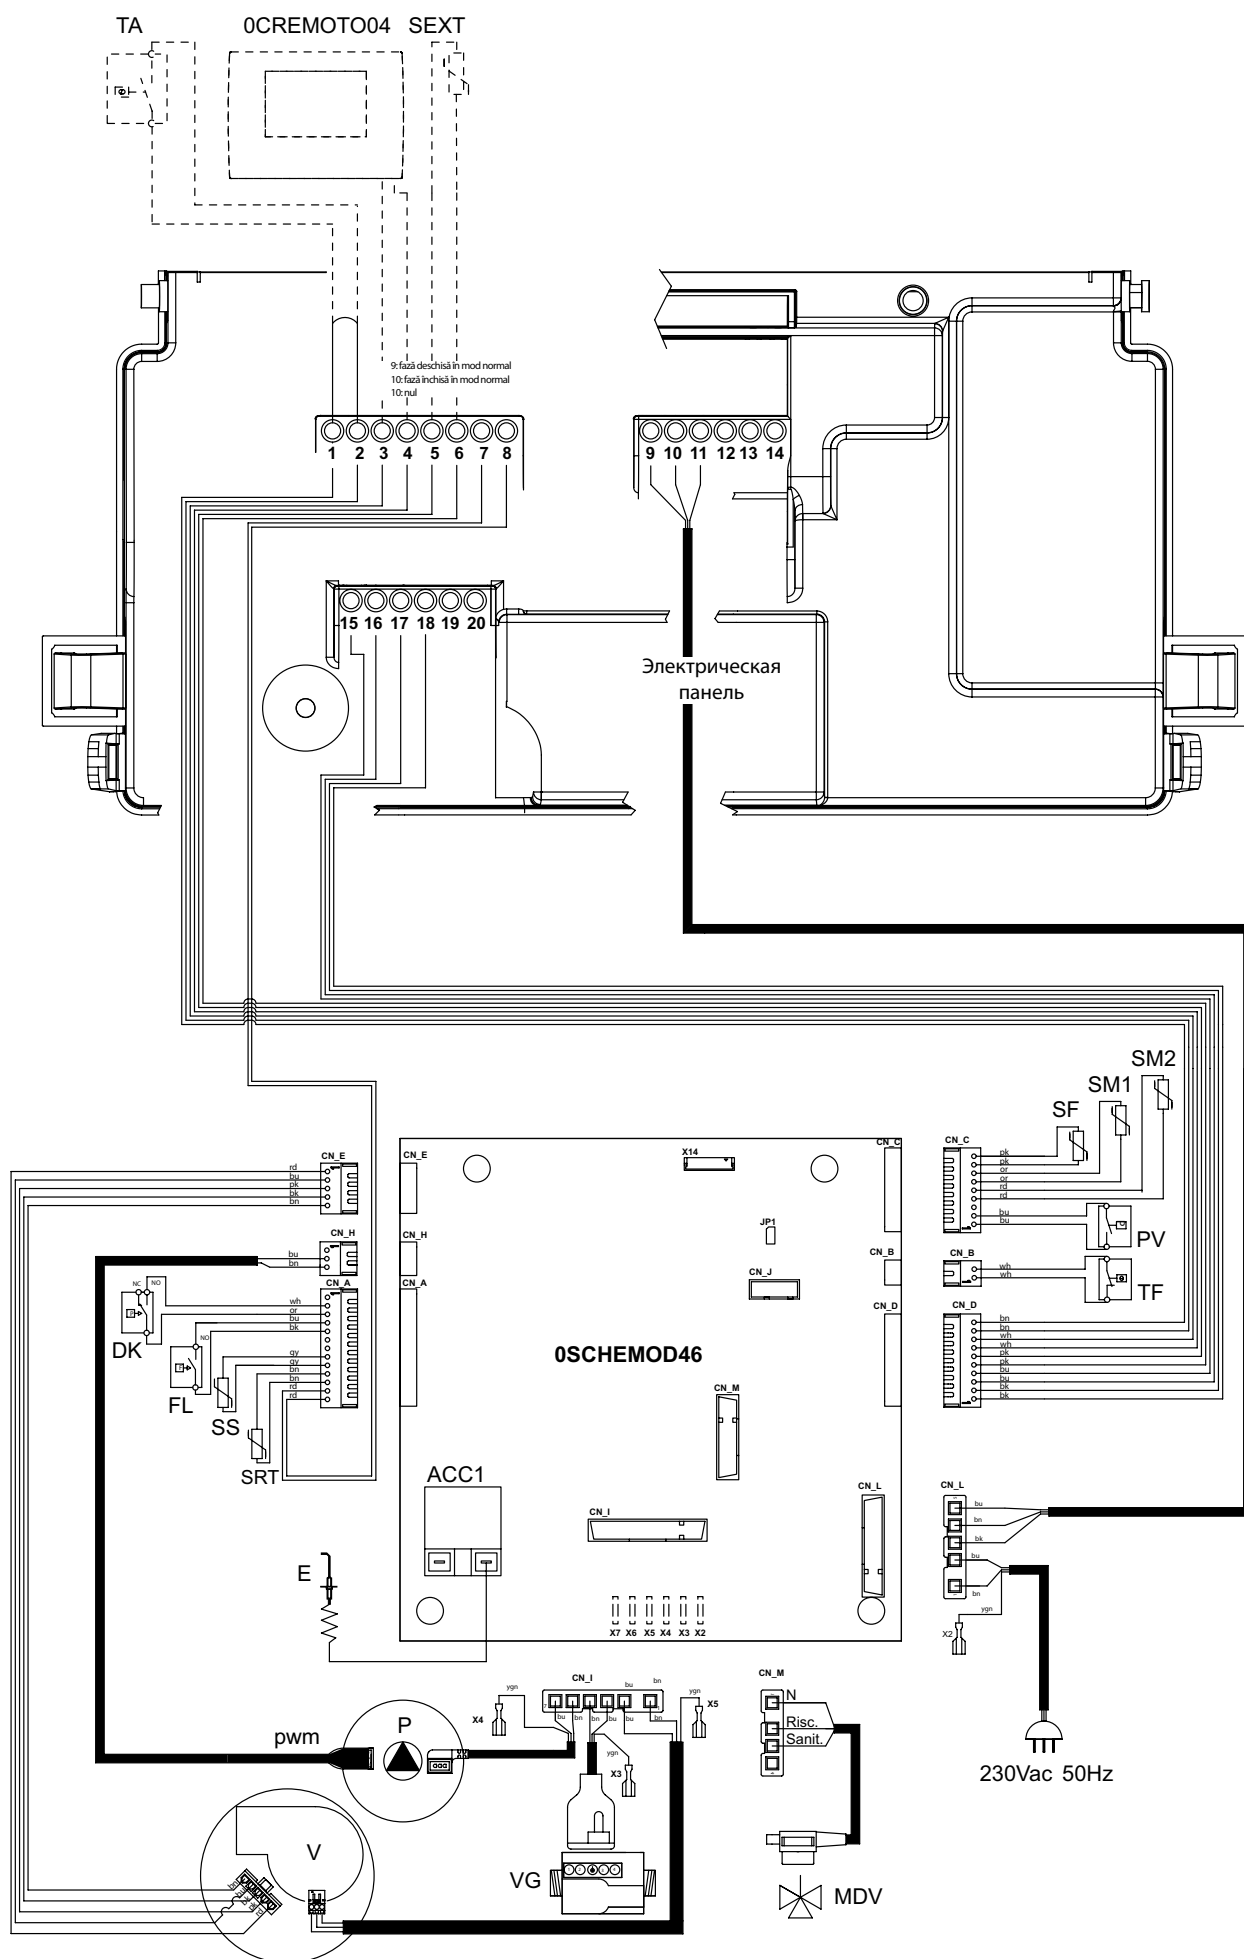 TA 0CREMOTO04 SEXT
9: fază deschisă în mod normal
10: fază închisă în mod normal
10: nul
1 2 3 4 5 6 7 8
9 10 11 12 13 14
15 16 17 18 19 20
Электрическая
панель
SM2
SM1
SF
CN_E
rd
bu
pk
bk
bn
CN_E
X14
CN_C
CN_C
pk
pk
or
or
rd
rd
bu
bu
PV
JP1
CN_H
bu
bn
CN_H
CN_B
CN_B
wh
wh
TF
CN_J
CN_A
NC NO
wh
or
bu
bk
gy
gy
bn
bn
rd
rd
DK
NO
FL
SS
SRT
CN_A
CN_D
CN_D
bn
bn
wh
wh
pk
pk
bu
bu
bk
bk
0SCHEMOD46
CN_M
ACC1
CN_I
CN_L
CN_L
bu
bn
bk
bu
bn
ygn
X2
E
X7 X6 X5 X4 X3 X2
CN_I
bu
bn
ygn
X4
bu bn bn bu bu bn
ygn
X5
ygn
X3
CN_M
N
Risc.
Sanit.
pwm
P
230Vac 50Hz
V
bn
bu
bk
pk
rd
VG
MDV